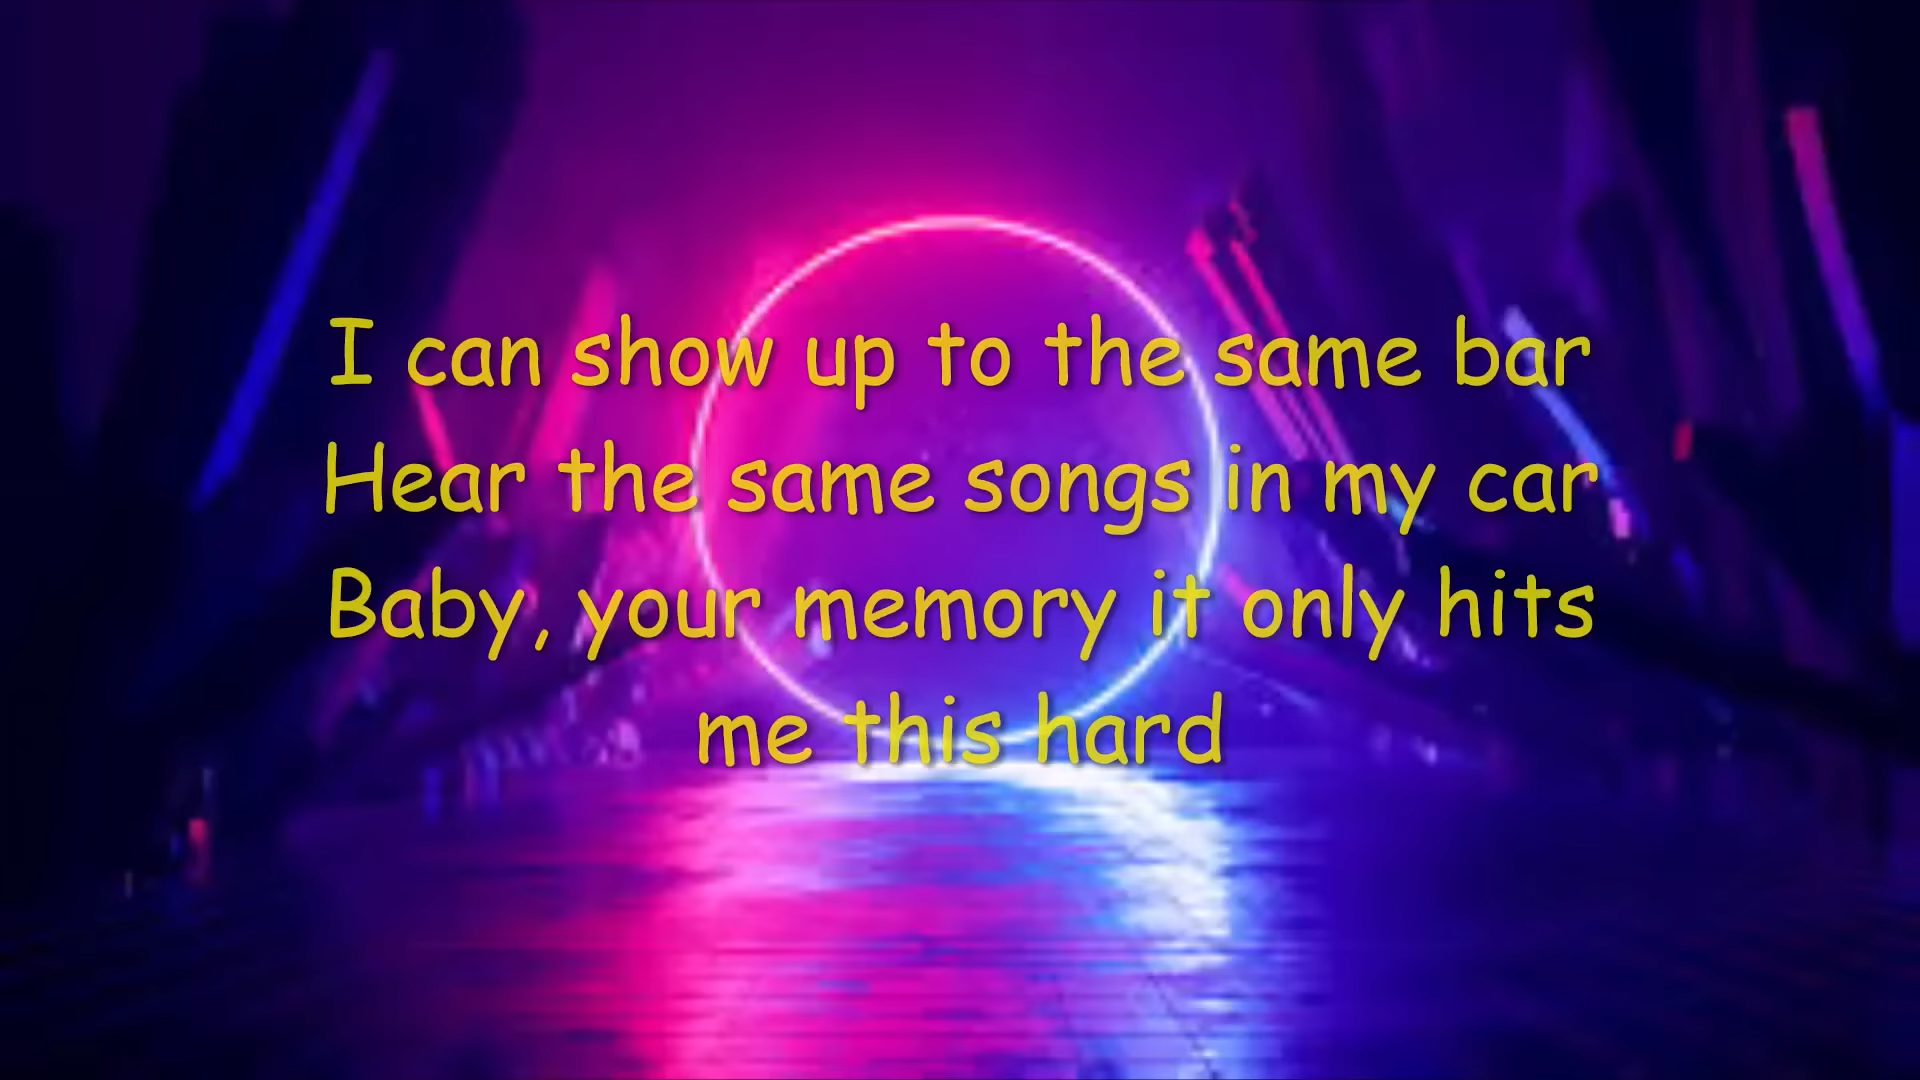 I can show up to the same bar
Hear the same songs in my car
Baby, your memory it only hits
me this hard